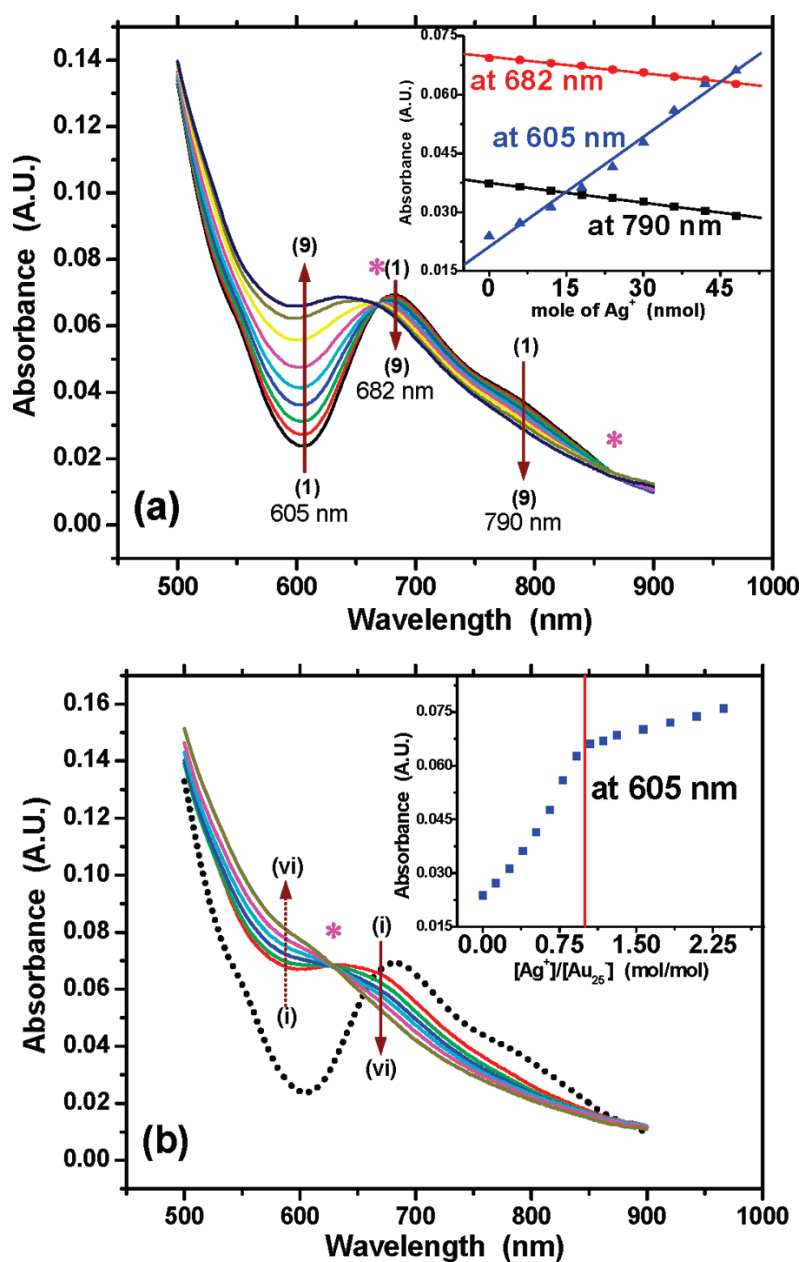 0.14
0.12
0.10
0.08
0.06
0.04
0.02
0.00
Absorbance (A.U.)
500 600 700 800 900 1000
Wavelength (nm)
(a)
(9)
(1)
605 nm
*
(1)
(9)
682 nm
(1)
(9)
790 nm
*
0.075
0.060
0.045
0.030
0.015
Absorbance (A.U.)
at 682 nm
at 605 nm
at 790 nm
0 15 30 45
mole of Ag⁺ (nmol)
0.16
0.14
0.12
0.10
0.08
0.06
0.04
0.02
0.00
Absorbance (A.U.)
500 600 700 800 900 1000
Wavelength (nm)
(b)
(vi)
(i)
*
(i)
(vi)
0.075
0.060
0.045
0.030
0.015
Absorbance (A.U.)
at 605 nm
0.00 0.75 1.50 2.25
[Ag⁺]/[Au₂₅] (mol/mol)